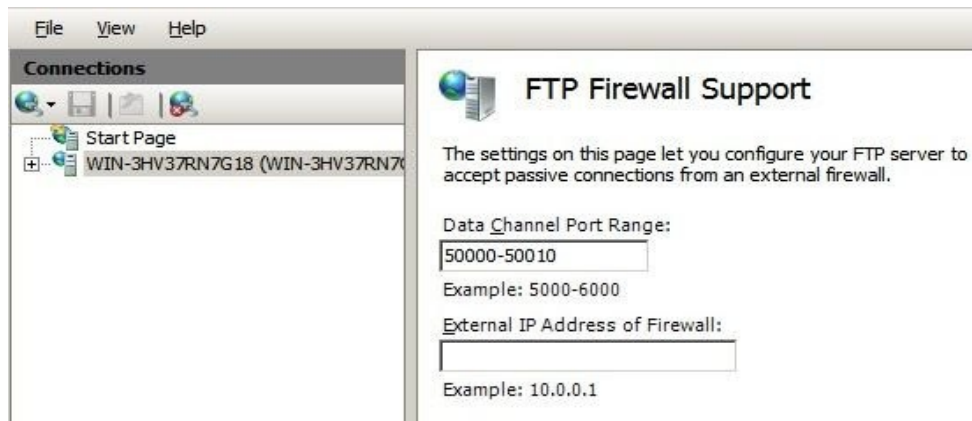 File View Help
Connections
Start Page
WIN-3HV37RN7G18 (WIN-3HV37RN7
FTP Firewall Support
The settings on this page let you configure your FTP server to
accept passive connections from an external firewall.
Data Channel Port Range:
50000-50010
Example: 5000-6000
External IP Address of Firewall:
Example: 10.0.0.1